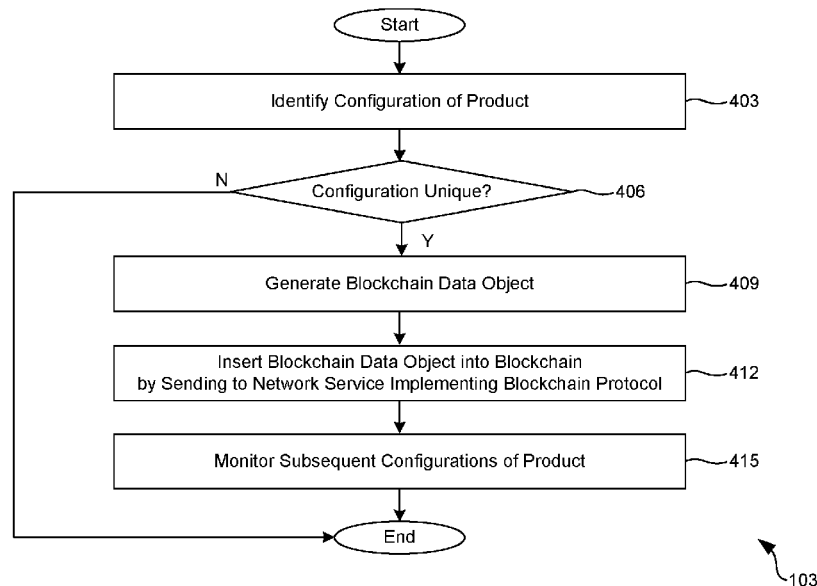 Start
Identify Configuration of Product
403
N
Configuration Unique?
406
Y
Generate Blockchain Data Object
409
Insert Blockchain Data Object into Blockchain
by Sending to Network Service Implementing Blockchain Protocol
412
Monitor Subsequent Configurations of Product
415
End
103